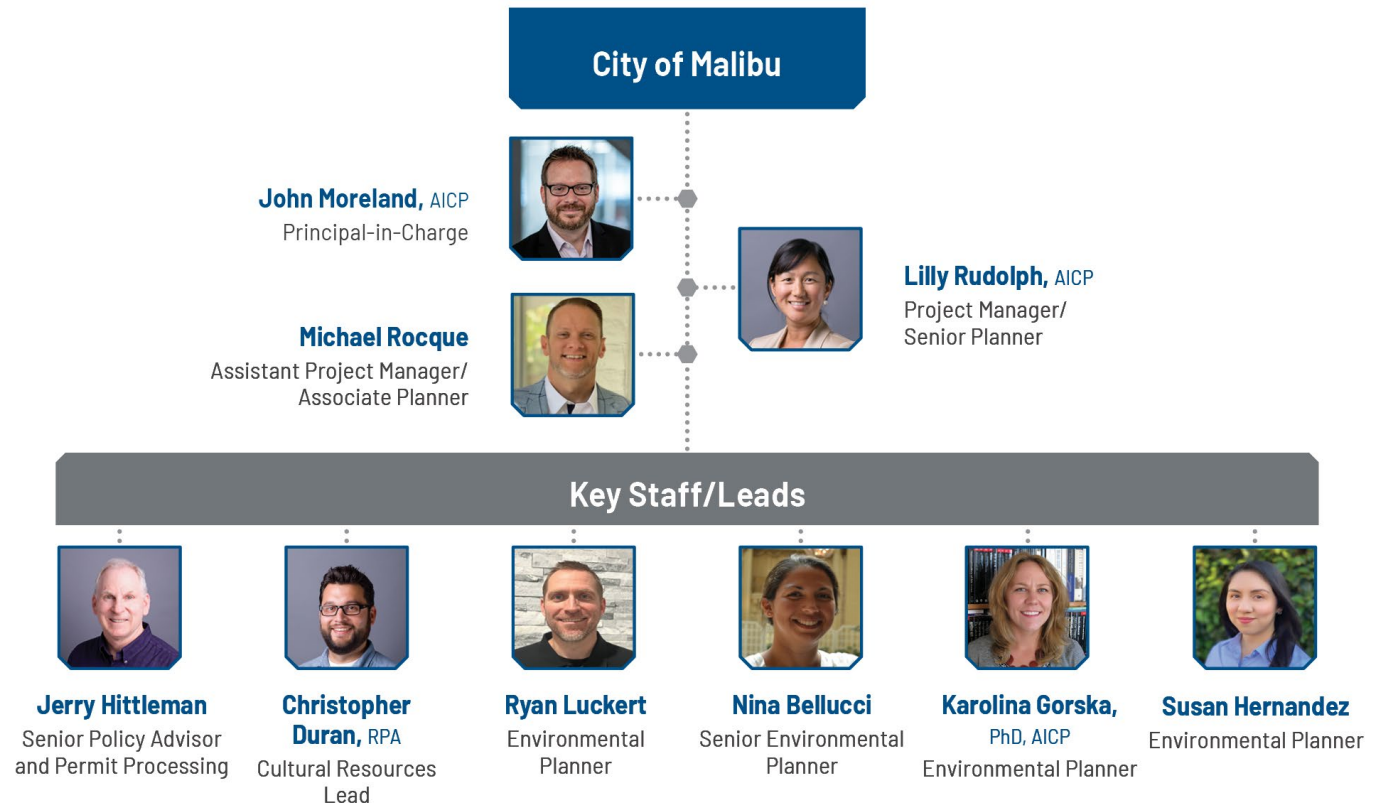 City of Malibu
John Moreland, AICP
Principal-in-Charge
Lilly Rudolph, AICP
Project Manager/
Senior Planner
Michael Rocque
Assistant Project Manager/
Associate Planner
Key Staff/Leads
Jerry Hittleman
Senior Policy Advisor
and Permit Processing
Christopher
Duran, RPA
Cultural Resources
Lead
Ryan Luckert
Environmental
Planner
Nina Bellucci
Senior Environmental
Planner
Karolina Gorska,
PhD, AICP
Environmental Planner
Susan Hernandez
Environmental Planner